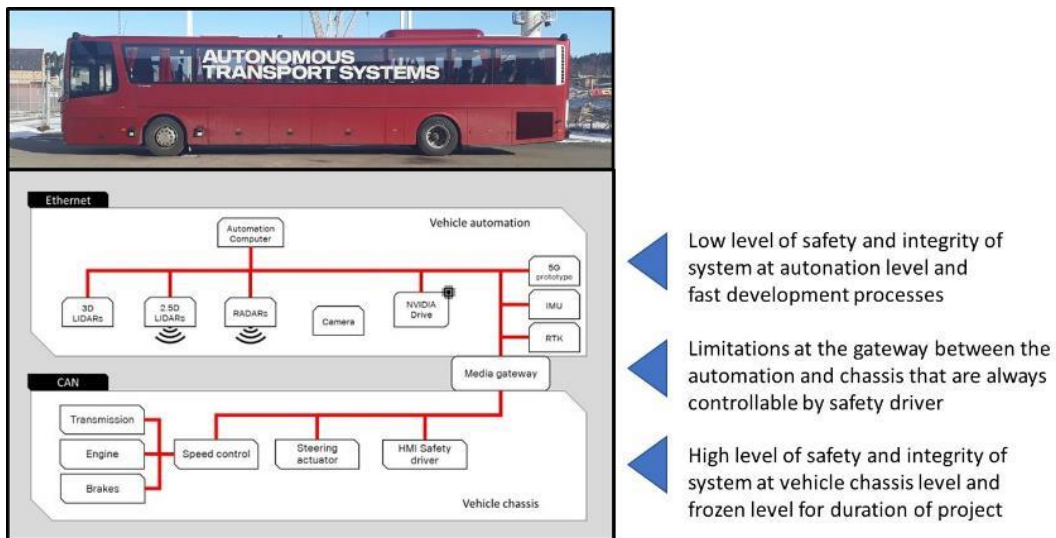 AUTONOMOUS
TRANSPORT SYSTEMS
Ethernet
Vehicle automation
Automation
Computer
3D
LIDARs
2.5D
LIDARs
RADARs
Camera
NVIDIA
Drive
5G
prototype
IMU
RTK
Media gateway
CAN
Transmission
Engine
Brakes
Speed control
Steering
actuator
HMI Safety
driver
Vehicle chassis
Low level of safety and integrity of
system at autonation level and
fast development processes
Limitations at the gateway between the
automation and chassis that are always
controllable by safety driver
High level of safety and integrity of
system at vehicle chassis level and
frozen level for duration of project